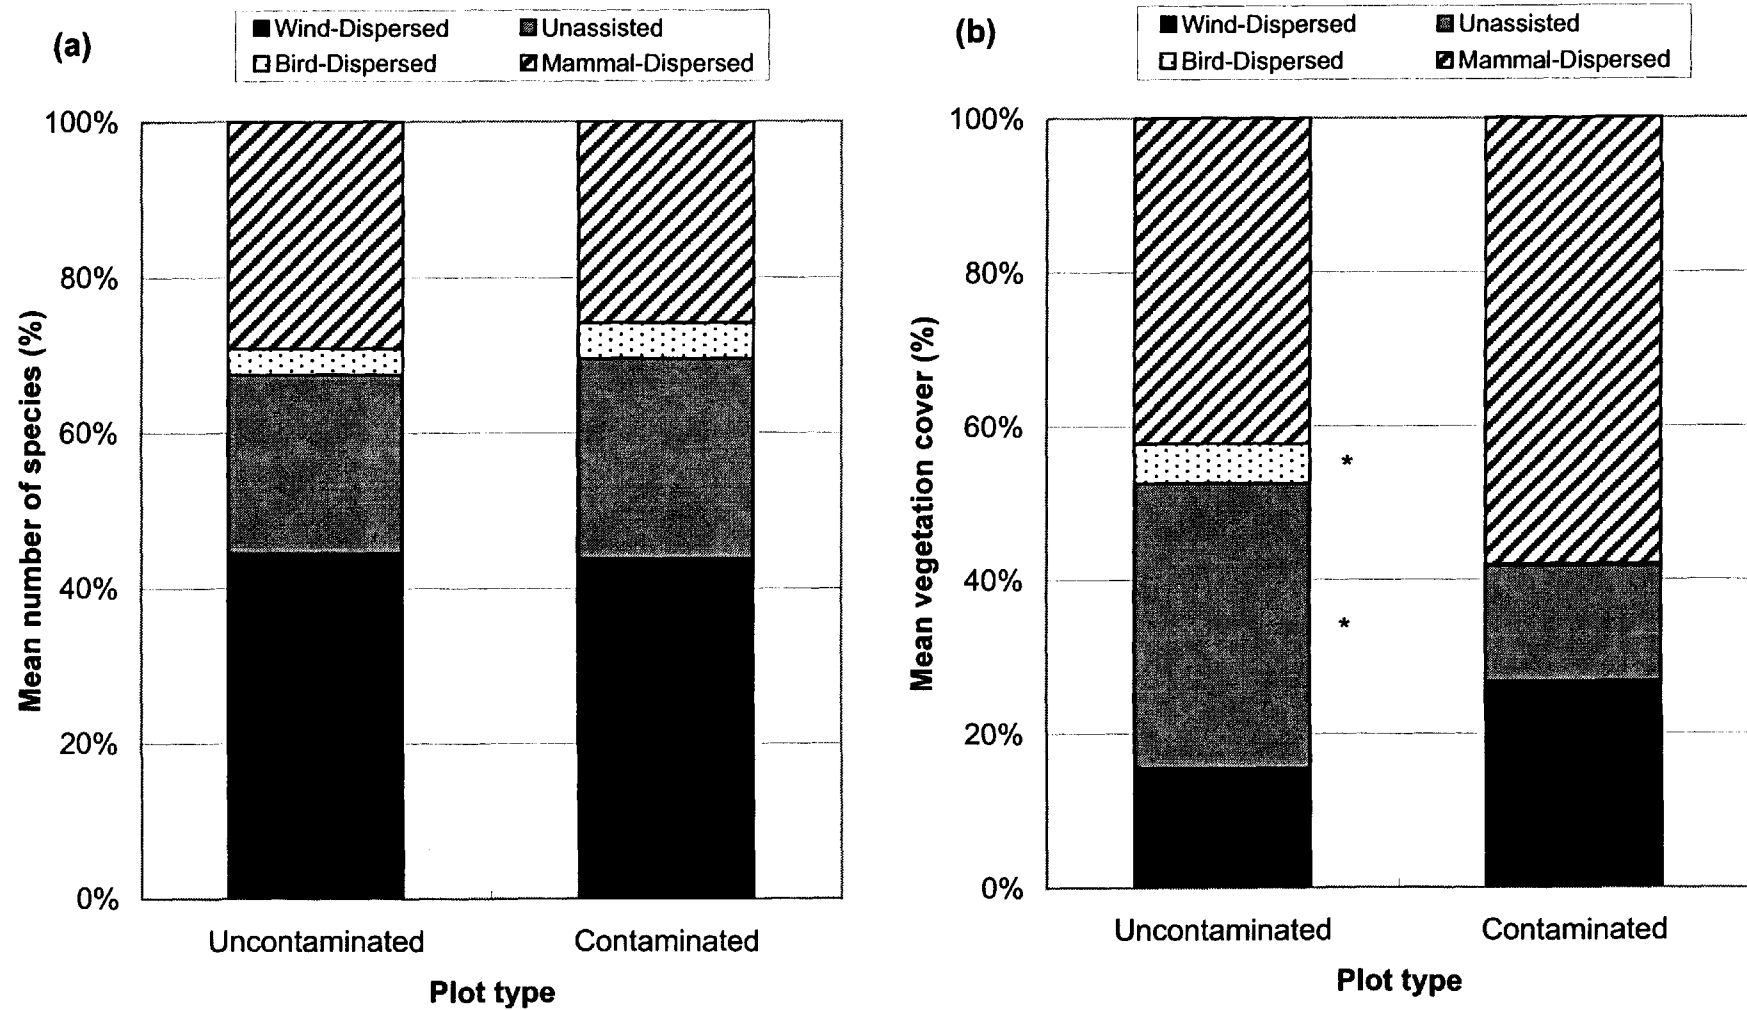 (a)
Wind-Dispersed Unassisted
Bird-Dispersed Mammal-Dispersed
100%
80%
60%
40%
20%
0%
Mean number of species (%)
Uncontaminated Contaminated
Plot type
(b)
Wind-Dispersed Unassisted
Bird-Dispersed Mammal-Dispersed
100%
80%
60%
40%
20%
0%
Mean vegetation cover (%)
*
*
Uncontaminated Contaminated
Plot type